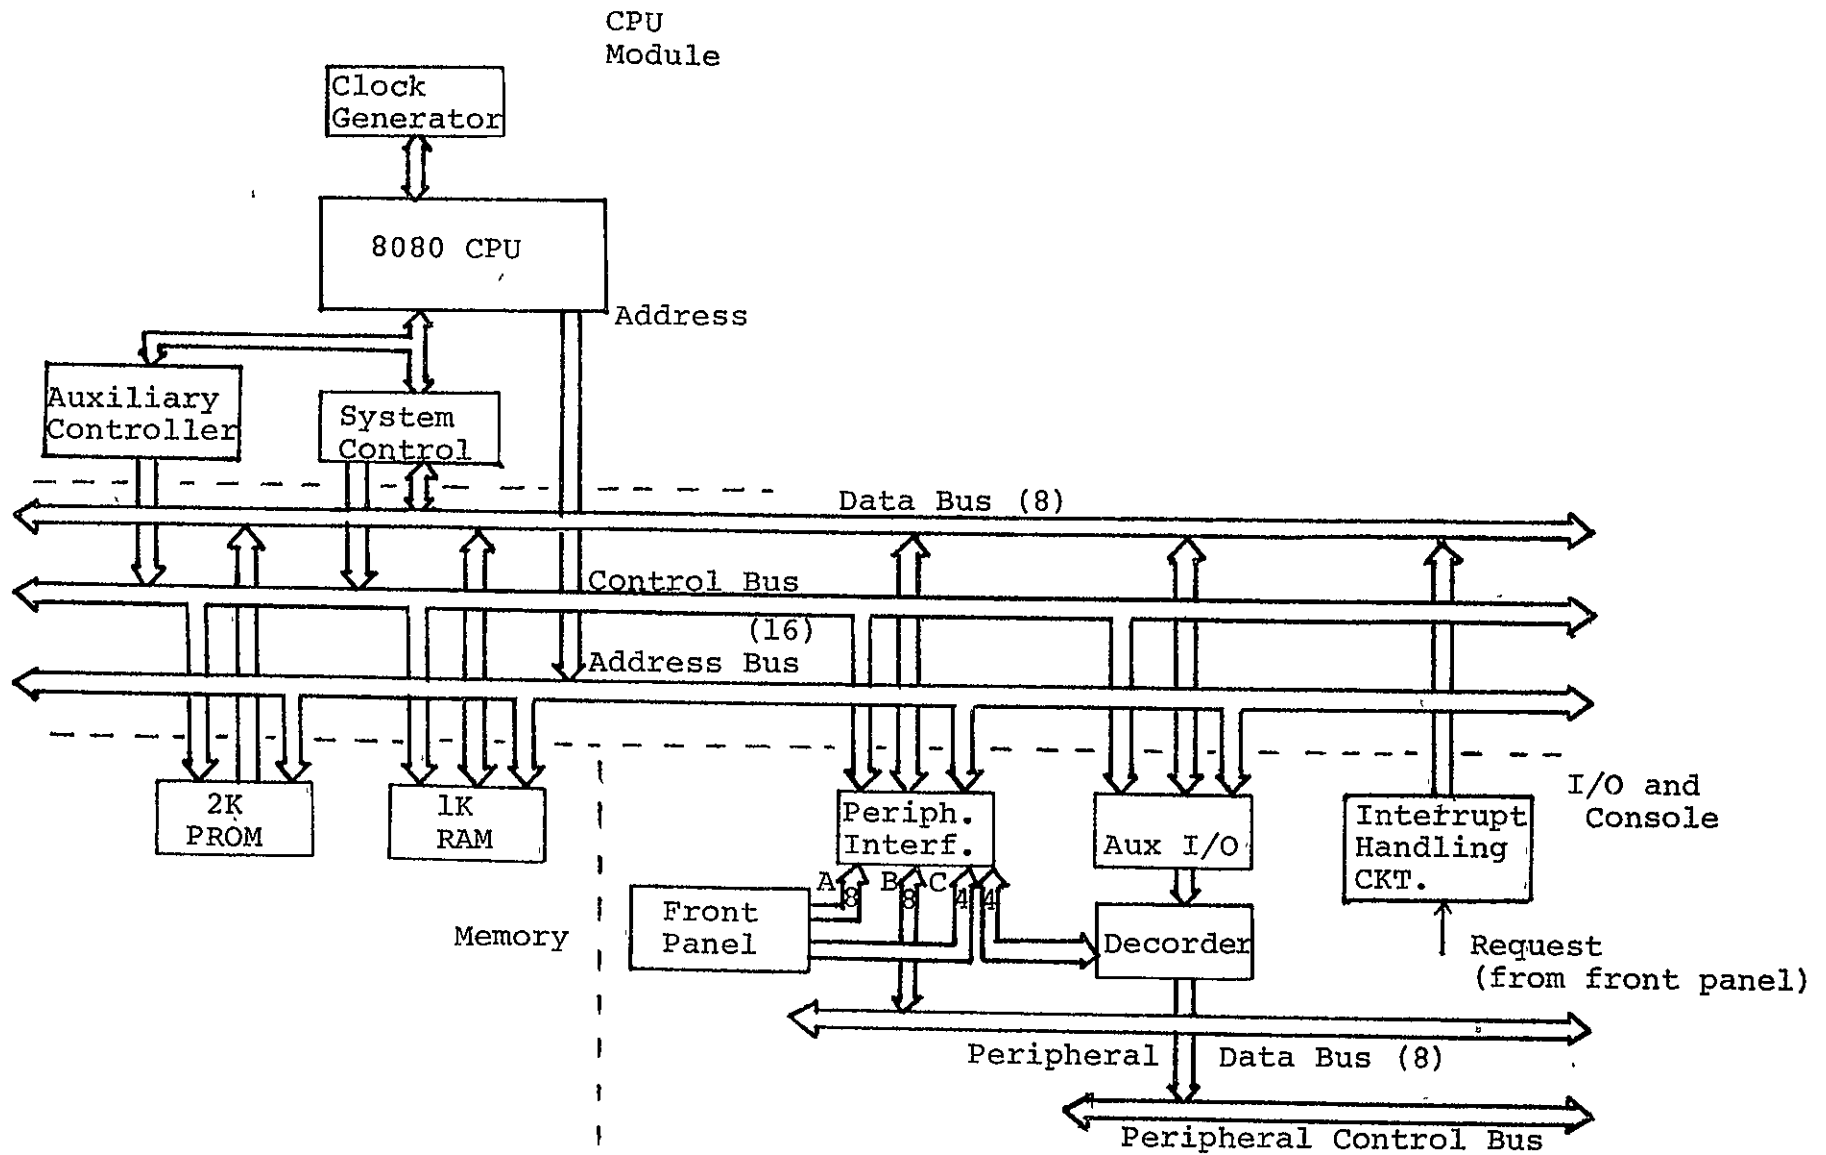 CPU
Module
Clock
Generator
8080 CPU
Address
Auxiliary
Controller
System
Control
Data Bus (8)
Control Bus
(16)
Address Bus
2K
PROM
1K
RAM
Periph.
Interf.
Aux I/O
Interrupt
Handling
CKT.
I/O and
Console
A
8
B
8
C
4
4
Front
Panel
Memory
Decorder
Request
(from front panel)
Peripheral Data Bus (8)
Peripheral Control Bus